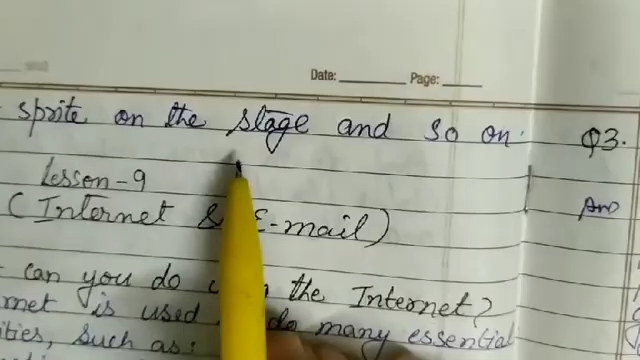 Date: Page:
sprite on the stage and so on.
Q3.
Lesson-9
(Internet & E-mail)
Ans
can you do the Internet?
is used do many essential
such as: